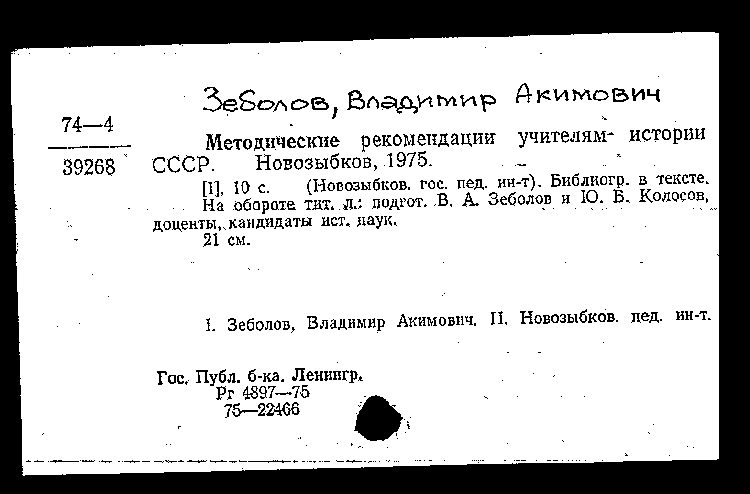 Зеболов, Владимир Акимович
74—4
39268
Методические рекомендации учителям истории
СССР. Новозыбков, 1975.
[1], 10 с. (Новозыбков. гос. пед. ин-т). Библиогр. в тексте.
На обороте тит. л.: подгот. В. А. Зеболов и Ю. Б. Колосов,
доценты, кандидаты ист. наук.
21 см.
I. Зеболов, Владимир Акимович. II. Новозыбков. пед. ин-т.
Гос. Публ. б-ка. Ленингр.
Рг 4897—75
75—22466